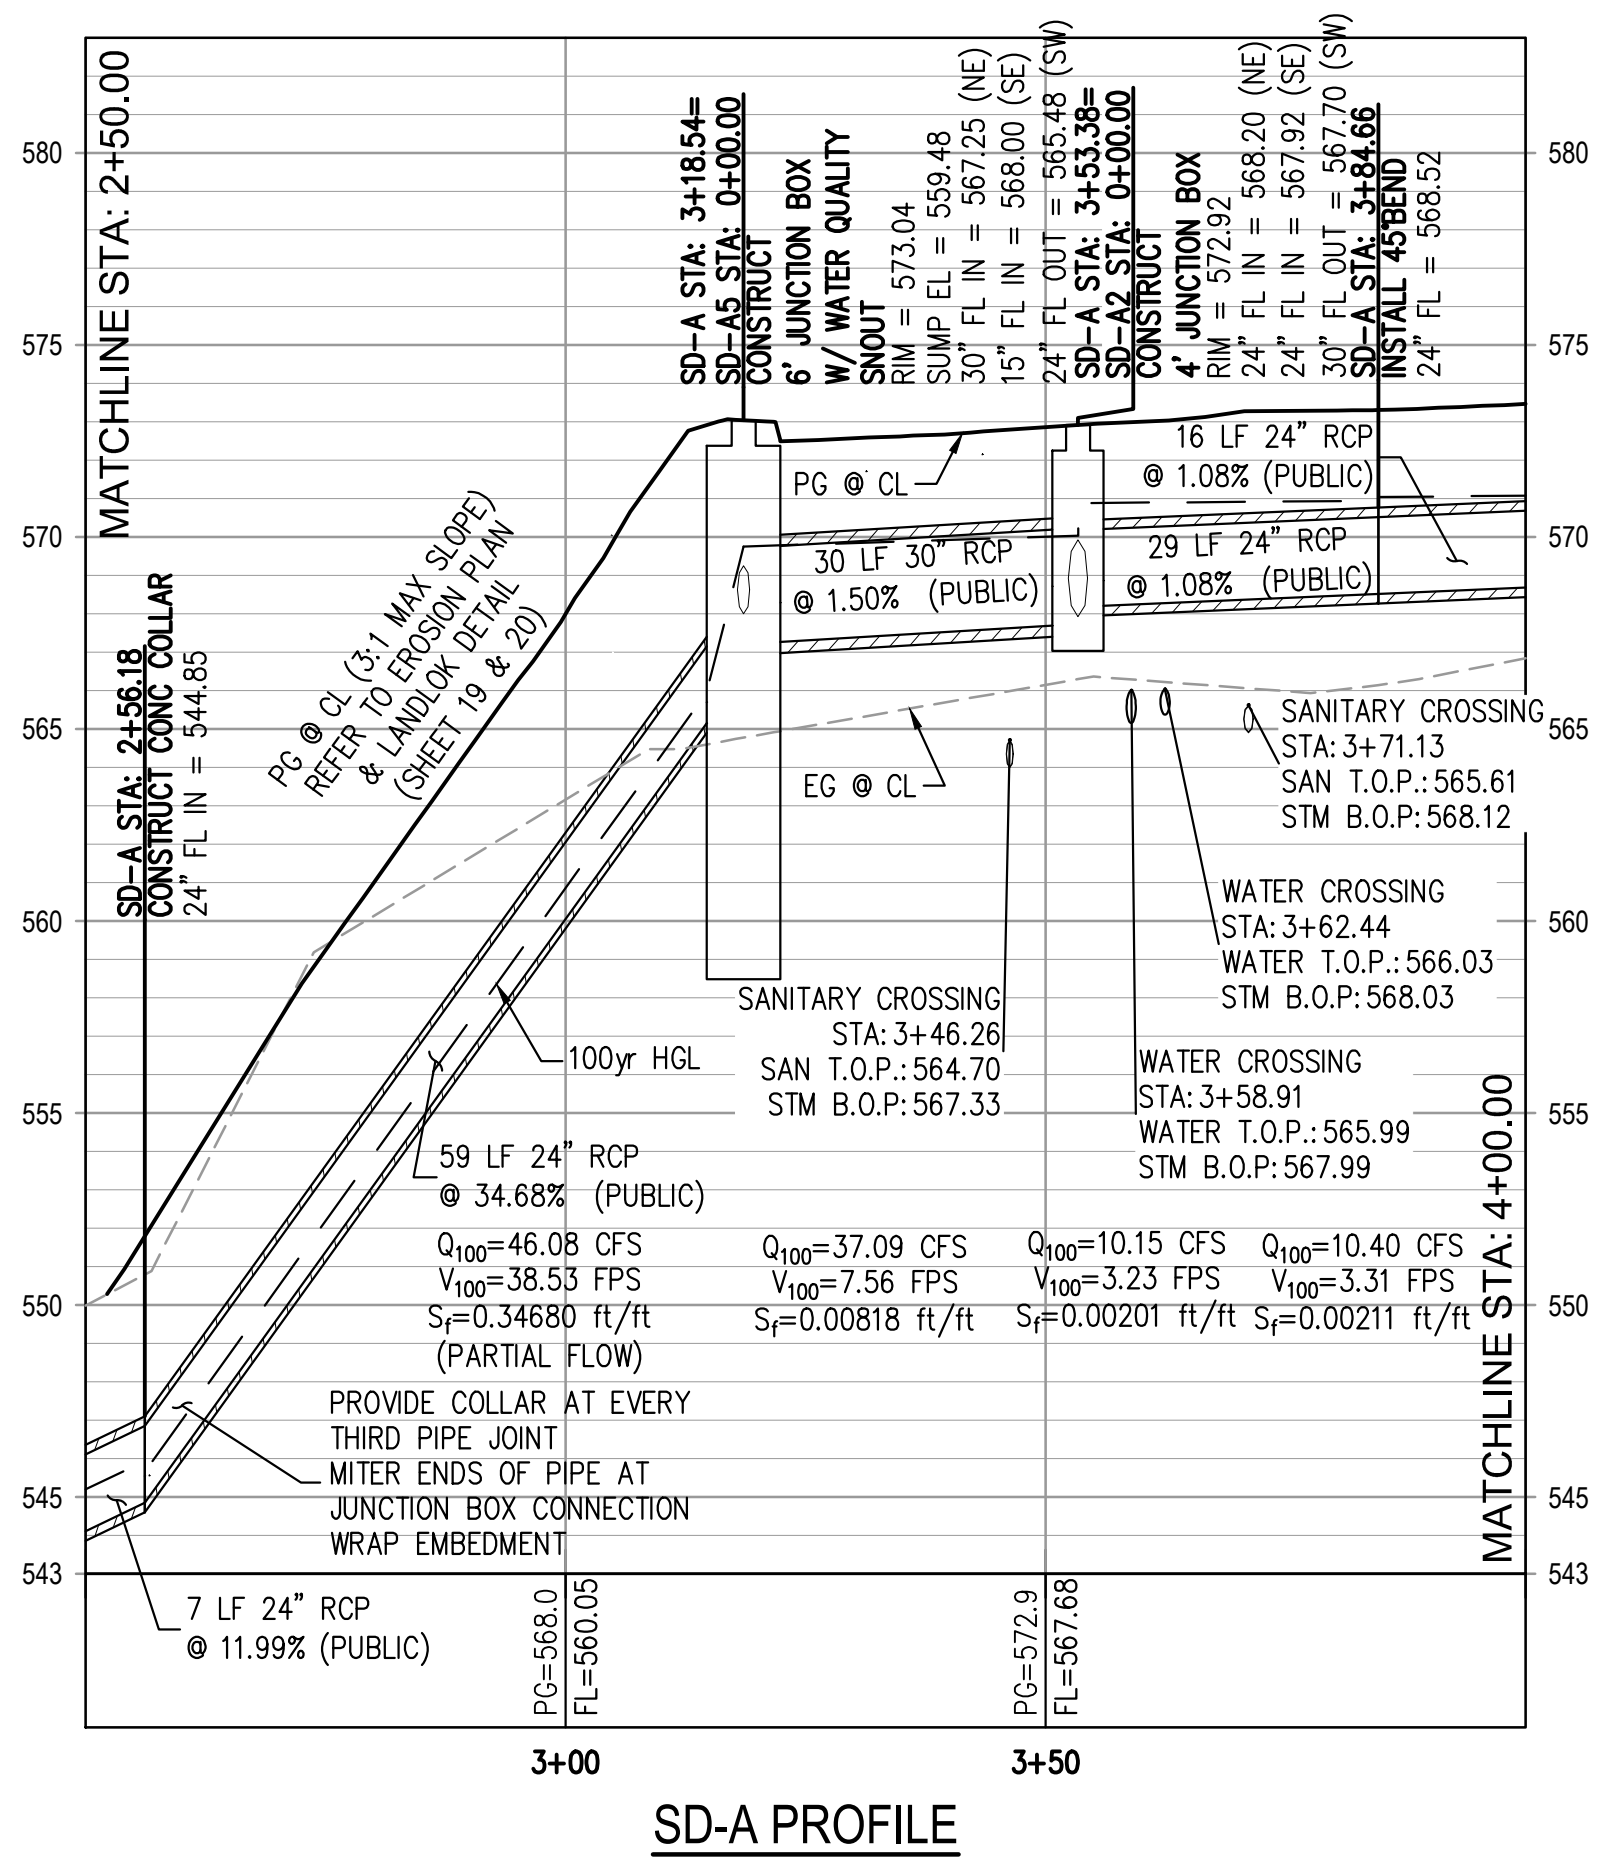 MATCHLINE STA: 2+50.00
SD-A STA: 3+18.54=
SD-A5 STA: 0+00.00
CONSTRUCT
6' JUNCTION BOX
W/ WATER QUALITY
SNOUT
RIM = 573.04
SUMP EL = 559.48
30" FL IN = 567.25 (NE)
15" FL IN = 568.00 (SE)
24" FL OUT = 565.48 (SW)
SD-A STA: 3+53.38=
SD-A2 STA: 0+00.00
CONSTRUCT
4' JUNCTION BOX
RIM = 572.92
24" FL IN = 568.20 (NE)
24" FL IN = 567.92 (SE)
30" FL OUT = 567.70 (SW)
SD-A STA: 3+84.66
INSTALL 45°BEND
24" FL = 568.52
580
580
575
575
570
570
565
565
560
560
555
555
550
550
545
545
543
543
SD-A STA: 2+56.18
CONSTRUCT CONC COLLAR
24" FL IN = 544.85
PG @ CL (3:1 MAX SLOPE)
REFER TO EROSION PLAN
& LANDLOK DETAIL
(SHEET 19 & 20)
PG @ CL
16 LF 24" RCP
@ 1.08% (PUBLIC)
30 LF 30" RCP
@ 1.50% (PUBLIC)
29 LF 24" RCP
@ 1.08% (PUBLIC)
EG @ CL
SANITARY CROSSING
STA: 3+71.13
SAN T.O.P.: 565.61
STM B.O.P: 568.12
WATER CROSSING
STA: 3+62.44
WATER T.O.P.: 566.03
STM B.O.P: 568.03
SANITARY CROSSING
STA: 3+46.26
SAN T.O.P.: 564.70
STM B.O.P: 567.33
WATER CROSSING
STA: 3+58.91
WATER T.O.P.: 565.99
STM B.O.P: 567.99
100yr HGL
59 LF 24" RCP
@ 34.68% (PUBLIC)
Q100=46.08 CFS
V100=38.53 FPS
Sf=0.34680 ft/ft
(PARTIAL FLOW)
Q100=37.09 CFS
V100=7.56 FPS
Sf=0.00818 ft/ft
Q100=10.15 CFS
V100=3.23 FPS
Sf=0.00201 ft/ft
Q100=10.40 CFS
V100=3.31 FPS
Sf=0.00211 ft/ft
MATCHLINE STA: 4+00.00
PROVIDE COLLAR AT EVERY
THIRD PIPE JOINT
MITER ENDS OF PIPE AT
JUNCTION BOX CONNECTION
WRAP EMBEDMENT
7 LF 24" RCP
@ 11.99% (PUBLIC)
PG=568.0
FL=560.05
PG=572.9
FL=567.68
3+00
3+50
SD-A PROFILE